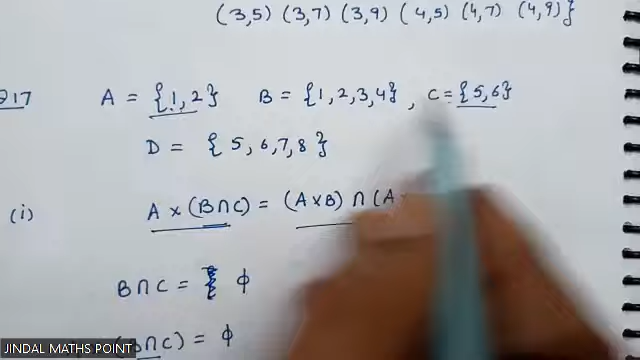 (3,5) (3,7) (3,9) (4,5) (4,7) (4,9)}
217 A = {1,2} B = {1,2,3,4}, C = {5,6}
D = {5,6,7,8}
(i) A × (B∩C) = (A×B) ∩ (A
B∩C = { ϕ
∩C) = ϕ
JINDAL MATHS POINT